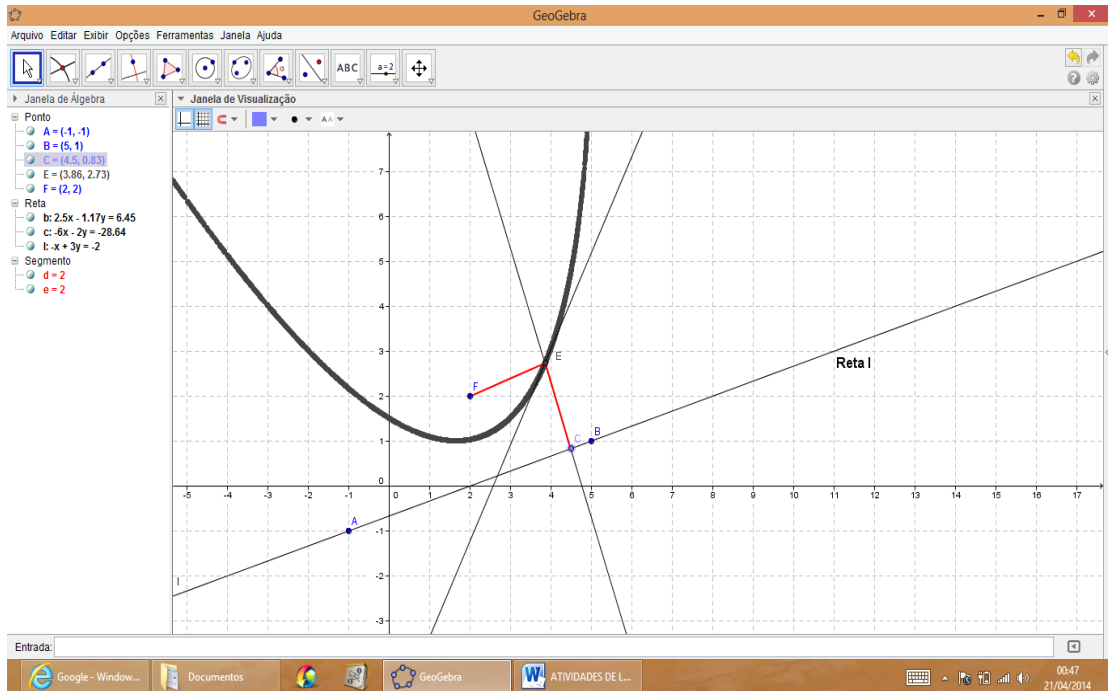 GeoGebra
Arquivo Editar Exibir Opções Ferramentas Janela Ajuda
ABC
a=2
Janela de Álgebra
Janela de Visualização
Ponto
A = (-1, -1)
B = (5, 1)
C = (4.5, 0.83)
E = (3.86, 2.73)
F = (2, 2)
Reta
b: 2.5x - 1.17y = 6.45
c: -6x - 2y = -28.64
l: -x + 3y = -2
Segmento
d = 2
e = 2
A A
7
6
5
4
3
2
1
0
-1
-2
-3
-5 -4 -3 -2 -1 0 1 2 3 4 5 6 7 8 9 10 11 12 13 14 15 16 17
E
F
Reta l
B
C
A
l
Entrada:
Google - Window...
Documentos
GeoGebra
ATIVIDADES DE L...
00:47
21/04/2014